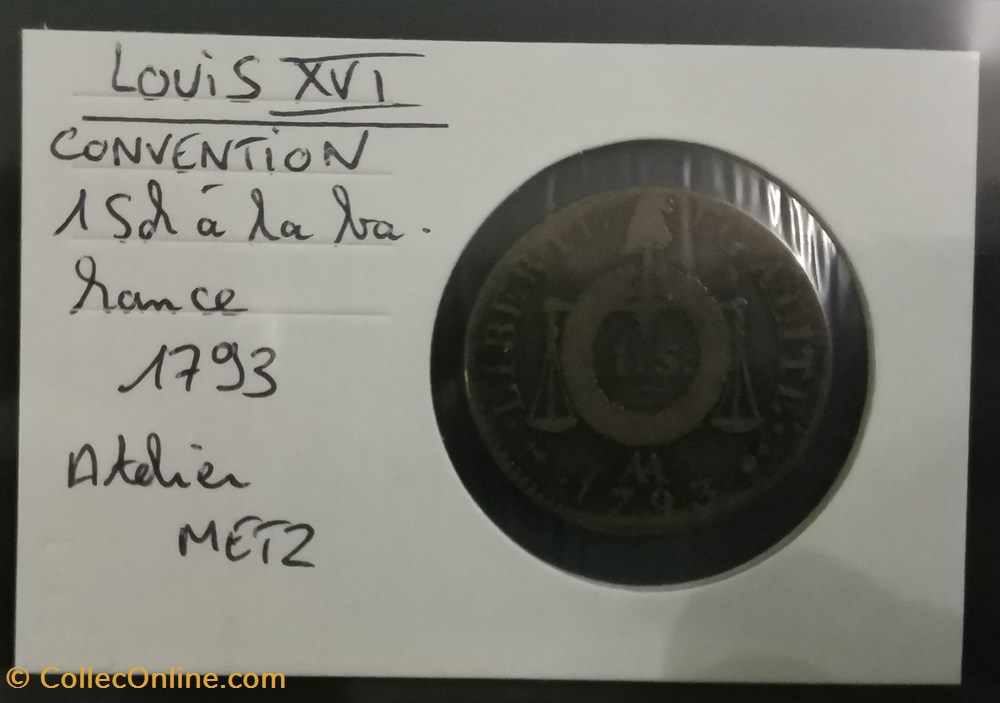 LOUIS XVI
CONVENTION
1 Sol à la ba.
lance
1793
Atelier
METZ
LIBERTE EGALITE
1.S.
AA
1793
© CollecOnline.com